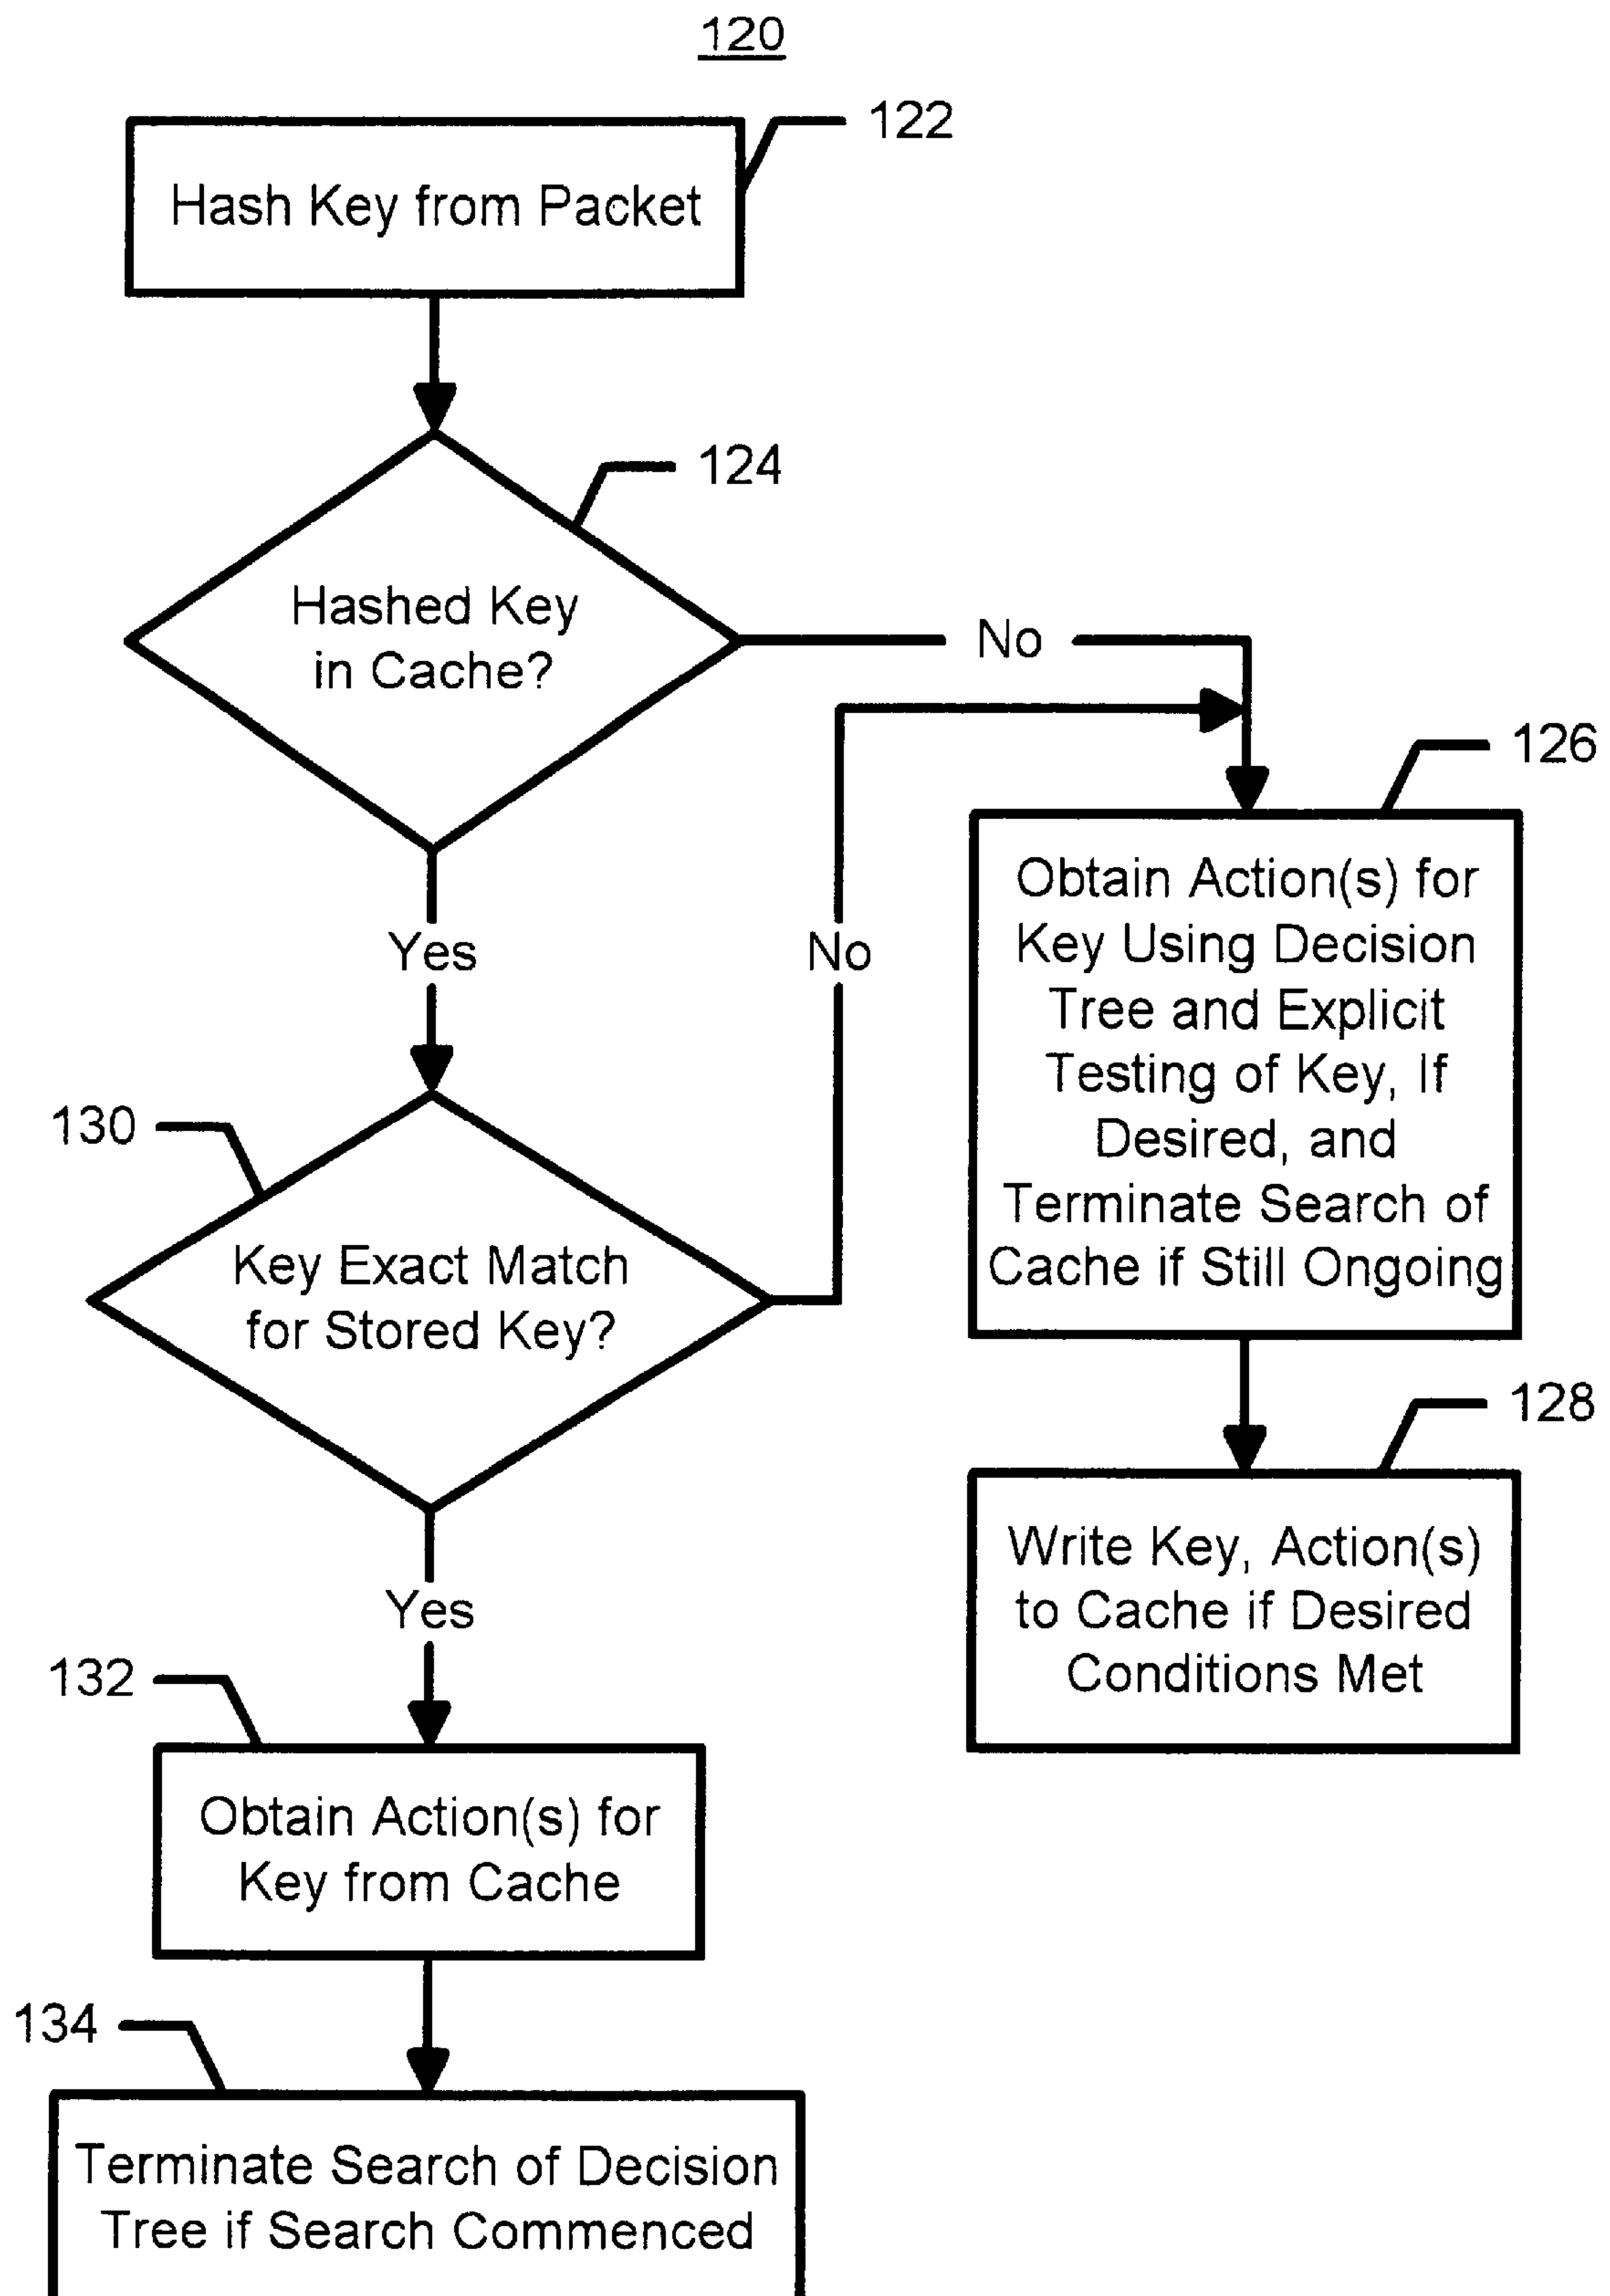 120
122
Hash Key from Packet
124
Hashed Key
in Cache?
No
126
Obtain Action(s) for
Key Using Decision
Tree and Explicit
Testing of Key, If
Desired, and
Terminate Search of
Cache if Still Ongoing
Yes
No
130
Key Exact Match
for Stored Key?
128
Write Key, Action(s)
to Cache if Desired
Conditions Met
Yes
132
Obtain Action(s) for
Key from Cache
134
Terminate Search of Decision
Tree if Search Commenced